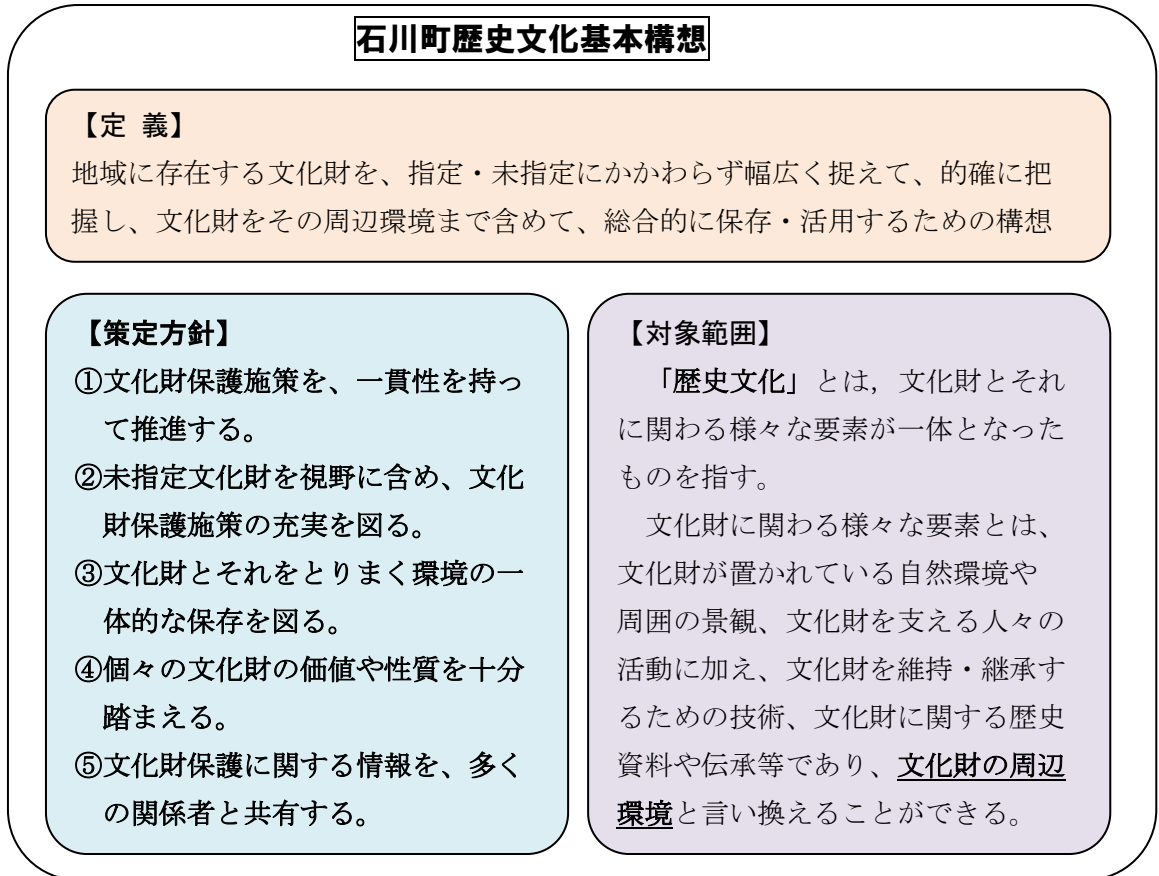 石川町歴史文化基本構想
【定 義】
地域に存在する文化財を、指定・未指定にかかわらず幅広く捉えて、的確に把
握し、文化財をその周辺環境まで含めて、総合的に保存・活用するための構想
【策定方針】
①文化財保護施策を、一貫性を持っ
て推進する。
②未指定文化財を視野に含め、文化
財保護施策の充実を図る。
③文化財とそれをとりまく環境の一
体的な保存を図る。
④個々の文化財の価値や性質を十分
踏まえる。
⑤文化財保護に関する情報を、多く
の関係者と共有する。
【対象範囲】
「歴史文化」とは，文化財とそれ
に関わる様々な要素が一体となった
ものを指す。
文化財に関わる様々な要素とは、
文化財が置かれている自然環境や
周囲の景観、文化財を支える人々の
活動に加え、文化財を維持・継承す
るための技術、文化財に関する歴史
資料や伝承等であり、文化財の周辺
環境と言い換えることができる。